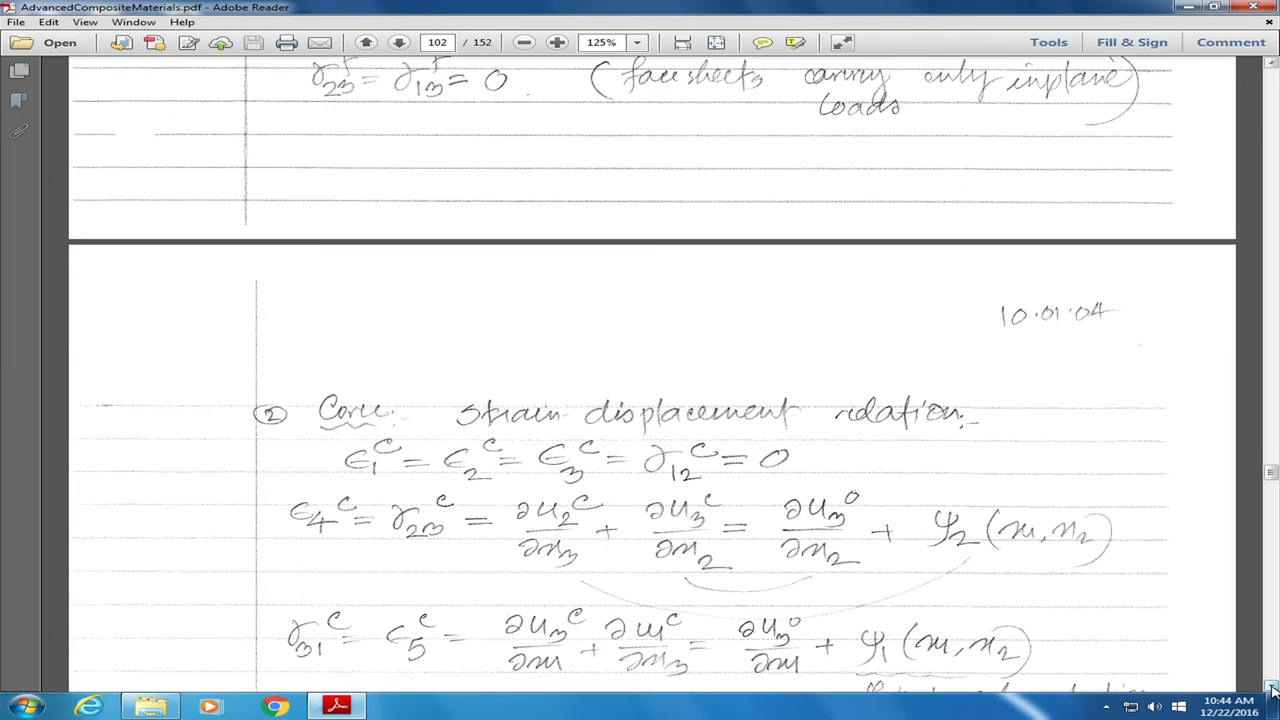 AdvancedCompositeMaterials.pdf - Adobe Reader
File Edit View Window Help
Open 102 / 152 125% Tools Fill & Sign Comment
γ₂₃ᶠ = γ₁₃ᶠ = 0 (facesheets carry only inplane
loads)
10.01.04
② Core: Strain displacement relation:-
ϵ₁ᶜ = ϵ₂ᶜ = ϵ₃ᶜ = γ₁₂ᶜ = 0
ϵ₄ᶜ = γ₂₃ᶜ = ∂u₂ᶜ/∂x₃ + ∂u₃ᶜ/∂x₂ = ∂u₃⁰/∂x₂ + ψ₂(x₁, x₂)
γ₃₁ᶜ = ϵ₅ᶜ = ∂u₃ᶜ/∂x₁ + ∂u₁ᶜ/∂x₃ = ∂u₃⁰/∂x₁ + ψ₁(x₁, x₂)
10:44 AM
12/22/2016